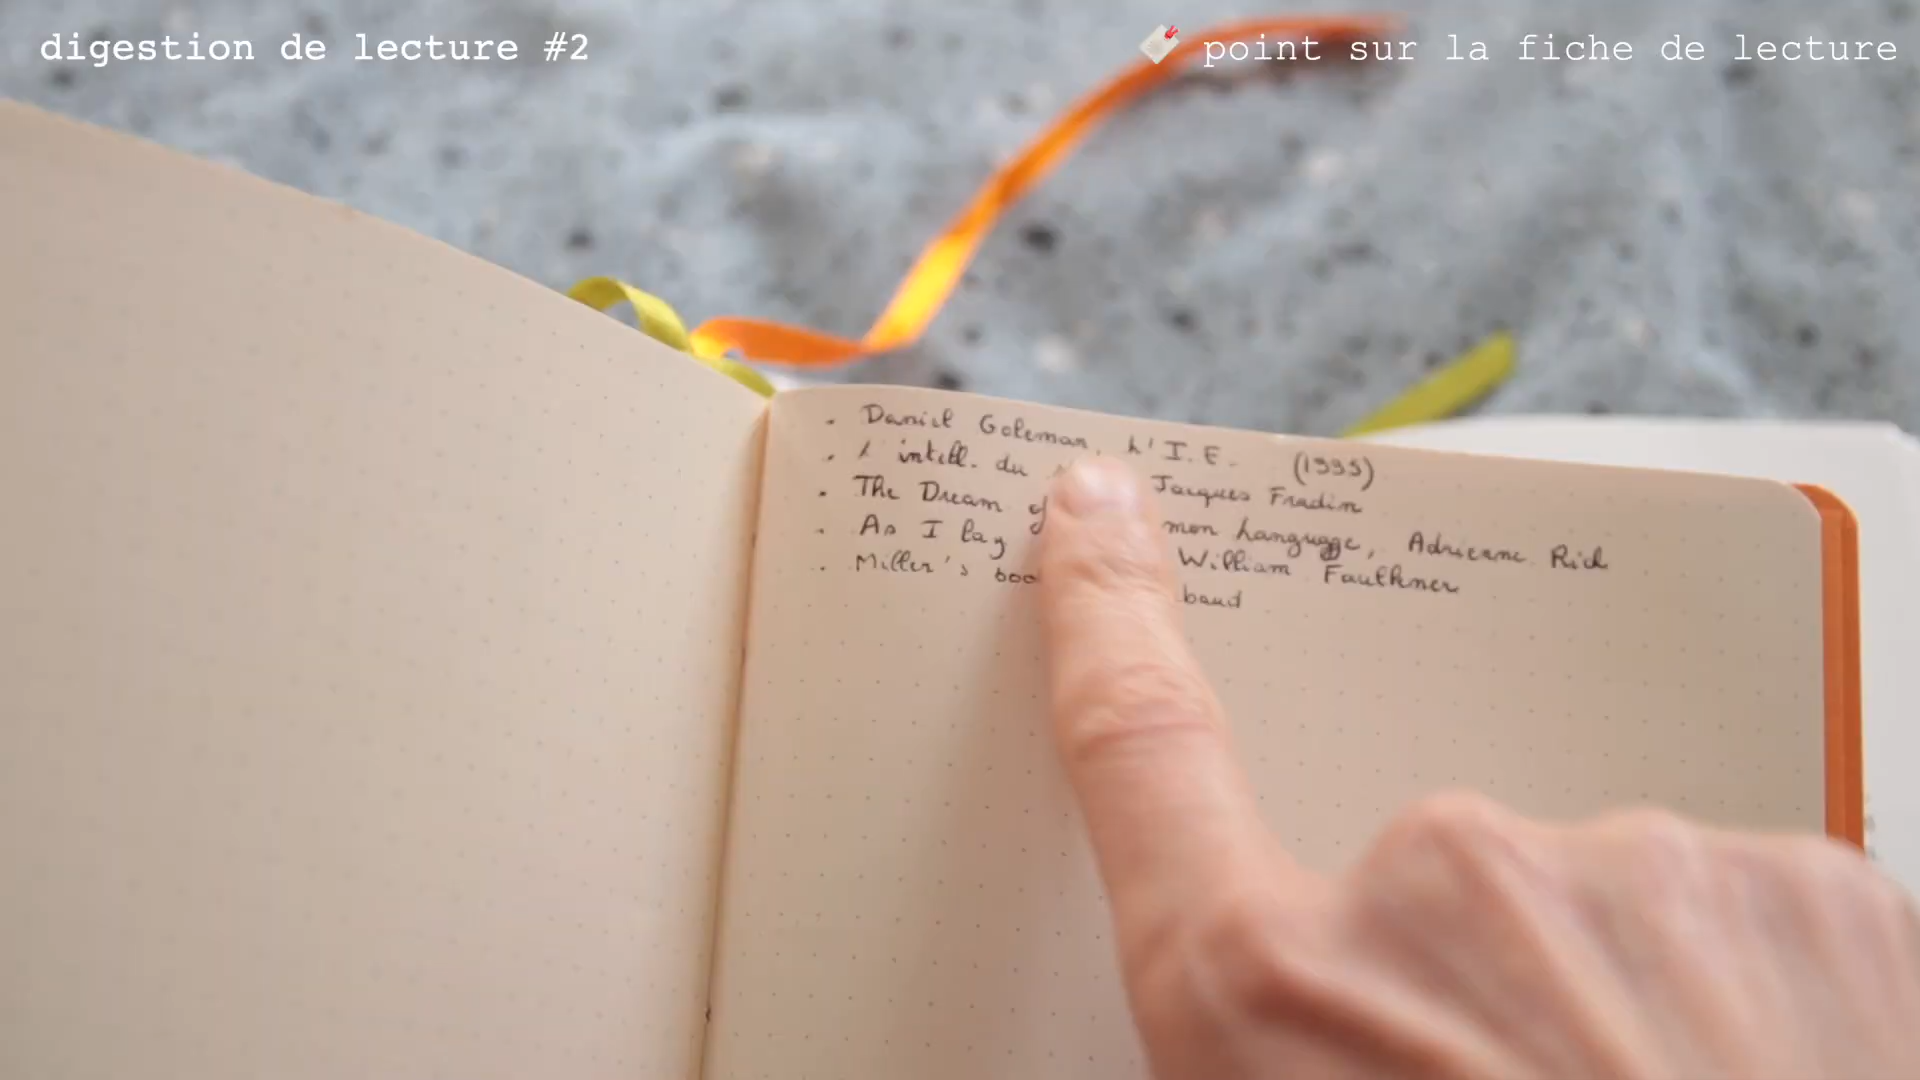 digestion de lecture #2
point sur la fiche de lecture
. Daniel Goleman, L'I.E. (1995)
. L'intell. du Jacques Fradin
. The Dream of mon Language, Adrienne Rich
. As I lay William Faulkner
. Miller's boo baud